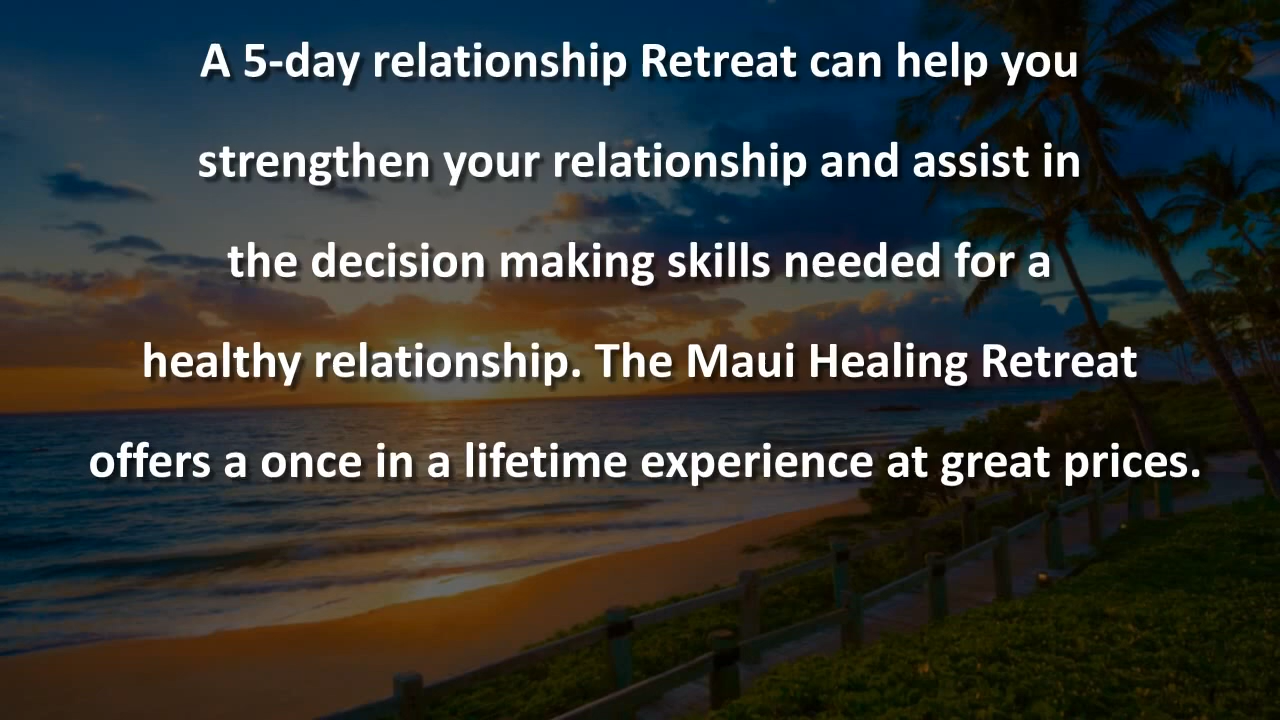 A 5-day relationship Retreat can help you
strengthen your relationship and assist in
the decision making skills needed for a
healthy relationship. The Maui Healing Retreat
offers a once in a lifetime experience at great prices.